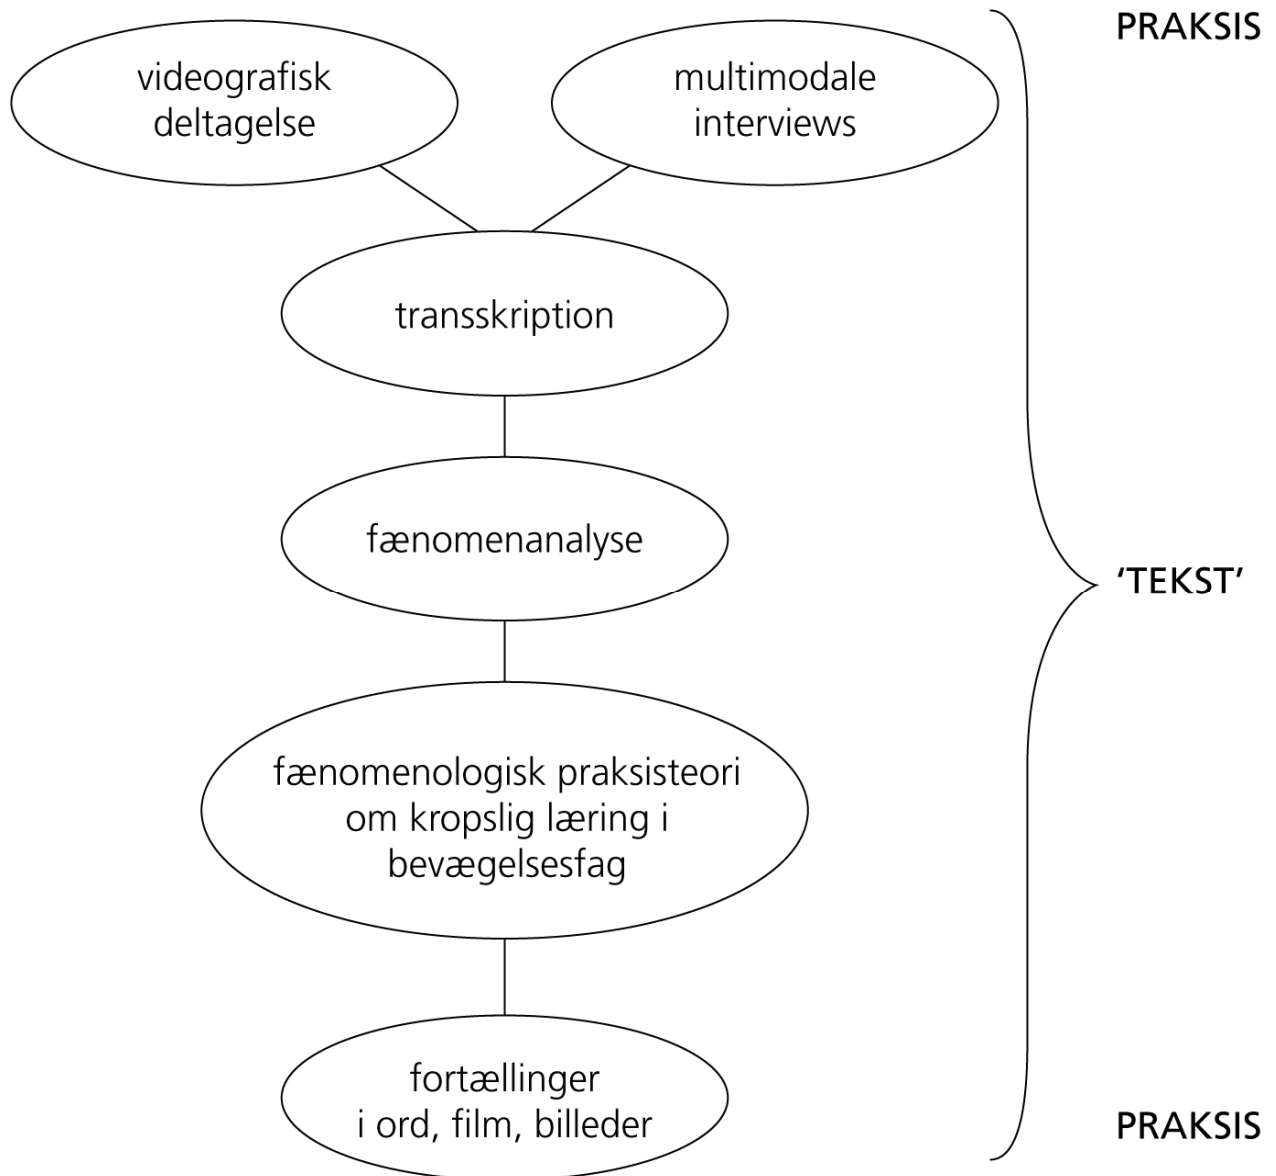 PRAKSIS
videografisk
deltagelse
multimodale
interviews
transskription
fænomenanalyse
‘TEKST’
fænomenologisk praksisteori
om kropslig læring i
bevægelsesfag
fortællinger
i ord, film, billeder
PRAKSIS